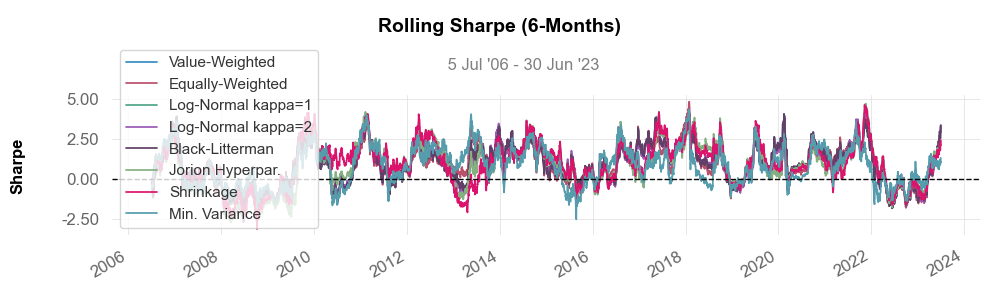 Rolling Sharpe (6-Months)
5 Jul '06 - 30 Jun '23
Sharpe
5.00
2.50
0.00
-2.50
Value-Weighted
Equally-Weighted
Log-Normal kappa=1
Log-Normal kappa=2
Black-Litterman
Jorion Hyperpar.
Shrinkage
Min. Variance
2006
2008
2010
2012
2014
2016
2018
2020
2022
2024